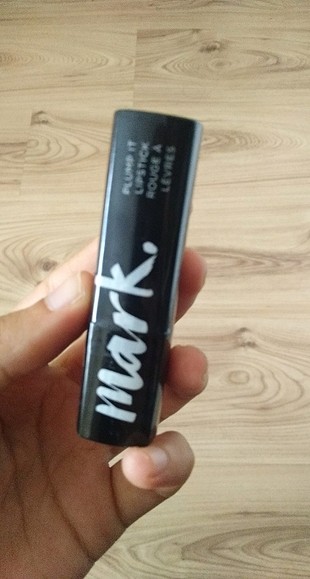 PLUMP IT
LIPSTICK
ROUGE À
LÈVRES
mark.